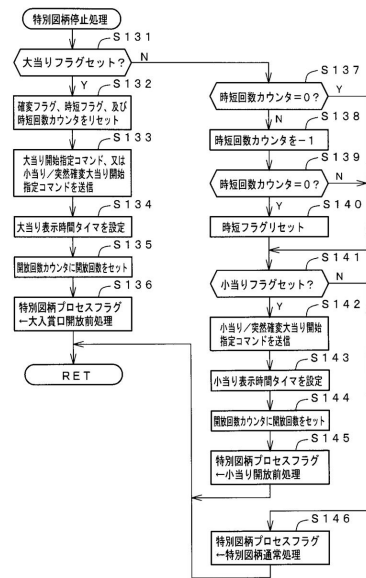 特別図柄停止処理
S131
大当りフラグセット?
N
Y
S132
確変フラグ、時短フラグ、及び
時短回数カウンタをリセット
S133
大当り開始指定コマンド、又は
小当り/突然確変大当り開始
指定コマンドを送信
S134
大当り表示時間タイマを設定
S135
開放回数カウンタに開放回数をセット
S136
特別図柄プロセスフラグ
←大入賞口開放前処理
RET
S137
時短回数カウンタ=0?
Y
N
S138
時短回数カウンタを-1
S139
時短回数カウンタ=0?
N
Y
S140
時短フラグリセット
S141
小当りフラグセット?
N
Y
S142
小当り/突然確変大当り開始
指定コマンドを送信
S143
小当り表示時間タイマを設定
S144
開放回数カウンタに開放回数をセット
S145
特別図柄プロセスフラグ
←小当り開放前処理
S146
特別図柄プロセスフラグ
←特別図柄通常処理